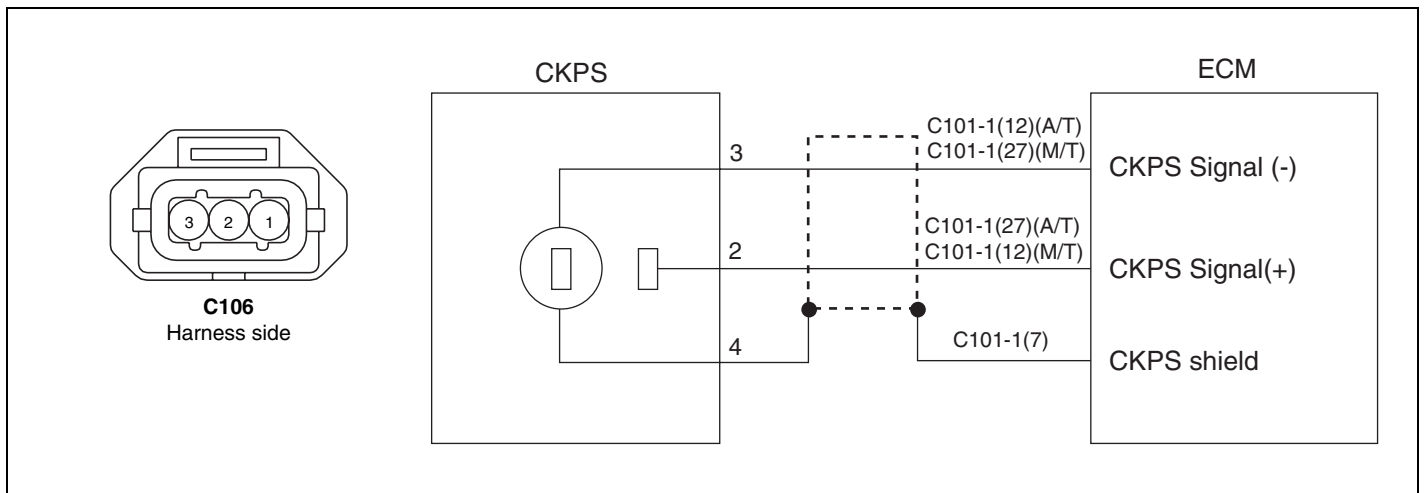 CKPS
ECM
3
C101-1(12)(A/T)
C101-1(27)(M/T)
CKPS Signal (-)
3 2 1
C106
Harness side
2
C101-1(27)(A/T)
C101-1(12)(M/T)
CKPS Signal(+)
4
C101-1(7)
CKPS shield